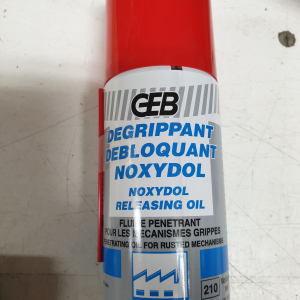 GEB
DEGRIPPANT
DEBLOQUANT
NOXYDOL
NOXYDOL
RELEASING OIL
FLUIDE PENETRANT
POUR LES MECANISMES GRIPPES
PENETRATING OIL FOR RUSTED MECHANISMS
210